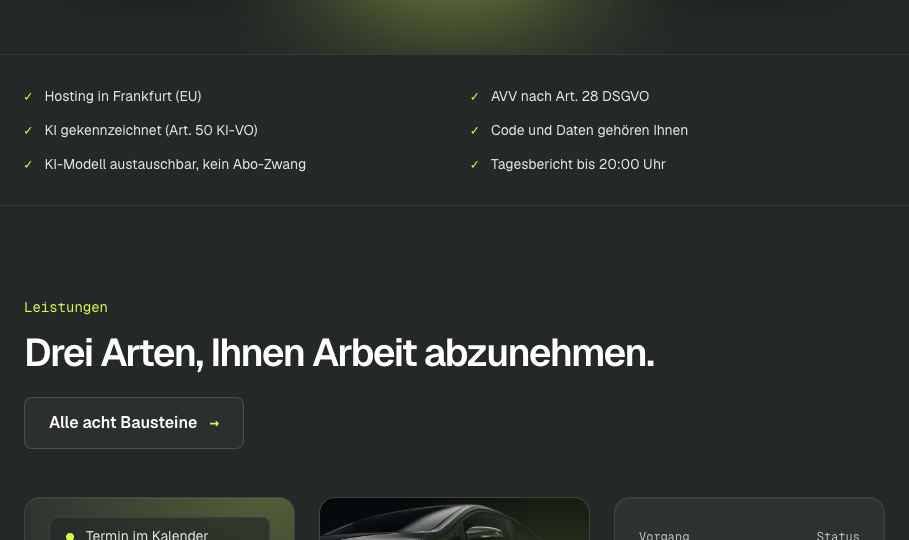 ✓ Hosting in Frankfurt (EU)
✓ AVV nach Art. 28 DSGVO
✓ KI gekennzeichnet (Art. 50 KI-VO)
✓ Code und Daten gehören Ihnen
✓ KI-Modell austauschbar, kein Abo-Zwang
✓ Tagesbericht bis 20:00 Uhr
Leistungen
Drei Arten, Ihnen Arbeit abzunehmen.
Alle acht Bausteine →
Termin im Kalender
Vorgang Status